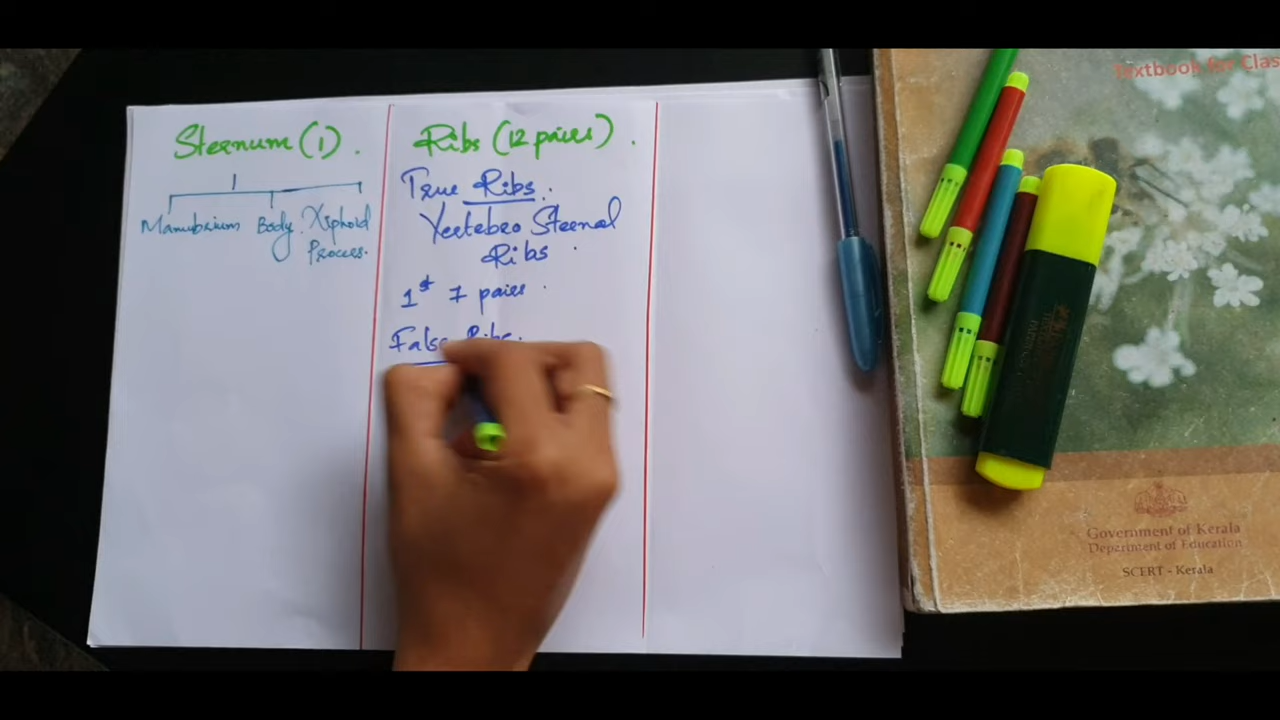 Sternum (1).
Manubrium Body. Xiphoid
Process.
Ribs (12 pairs).
True Ribs.
Vertebro Sternal
Ribs.
1st 7 pairs.
False Ribs.
Textbook for Clas
Government of Kerala
Department of Education
SCERT - Kerala